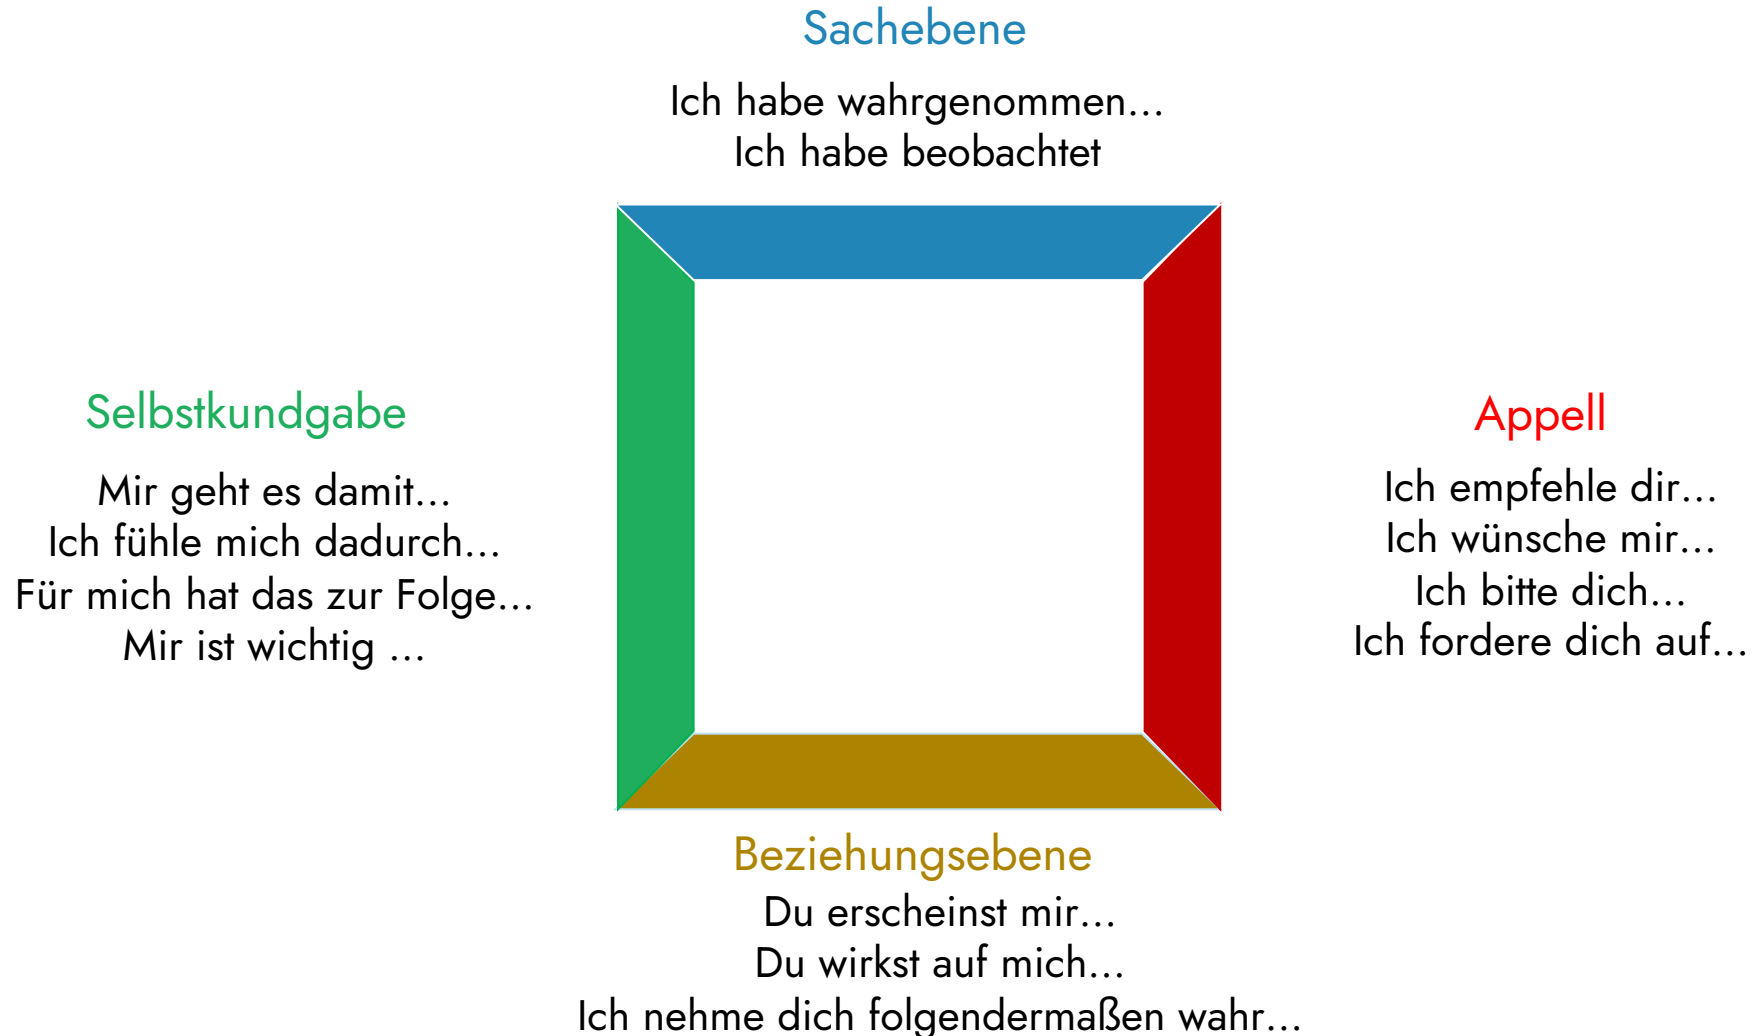 Sachebene
Ich habe wahrgenommen…
Ich habe beobachtet
Selbstkundgabe
Mir geht es damit…
Ich fühle mich dadurch…
Für mich hat das zur Folge…
Mir ist wichtig …
Appell
Ich empfehle dir…
Ich wünsche mir…
Ich bitte dich…
Ich fordere dich auf…
Beziehungsebene
Du erscheinst mir…
Du wirkst auf mich…
Ich nehme dich folgendermaßen wahr…